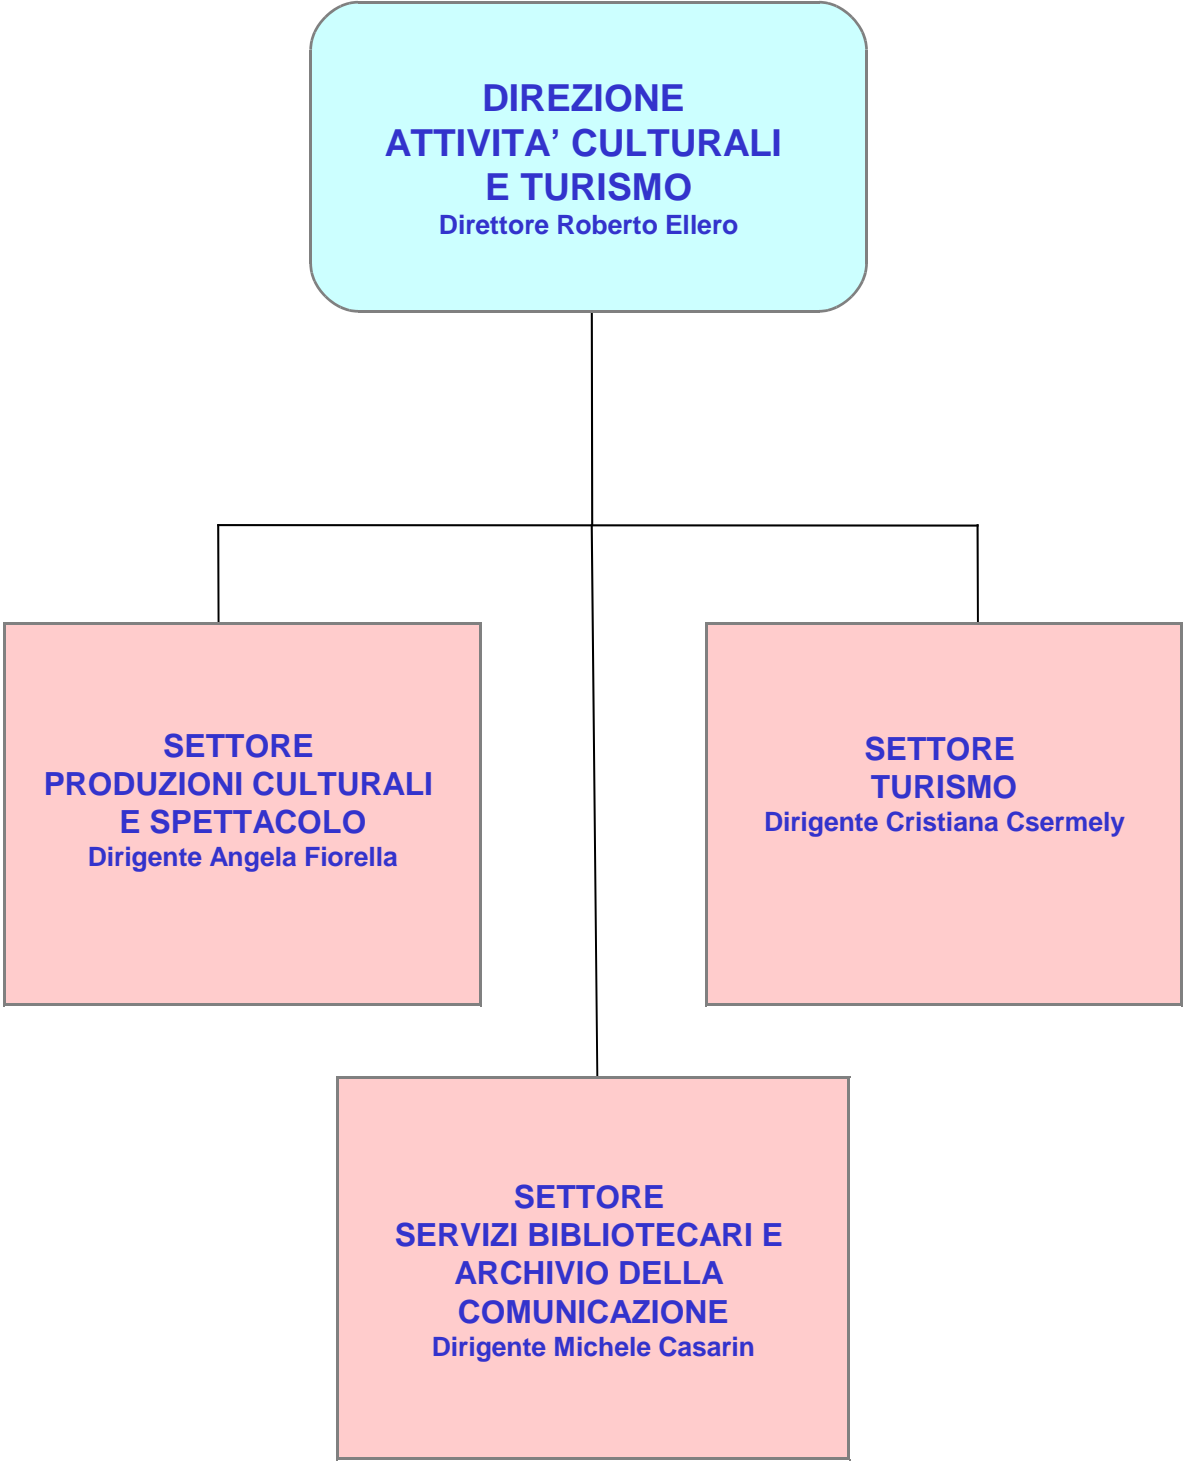 DIREZIONE
ATTIVITA’ CULTURALI
E TURISMO
Direttore Roberto Ellero
SETTORE
PRODUZIONI CULTURALI
E SPETTACOLO
Dirigente Angela Fiorella
SETTORE
TURISMO
Dirigente Cristiana Csermely
SETTORE
SERVIZI BIBLIOTECARI E
ARCHIVIO DELLA
COMUNICAZIONE
Dirigente Michele Casarin